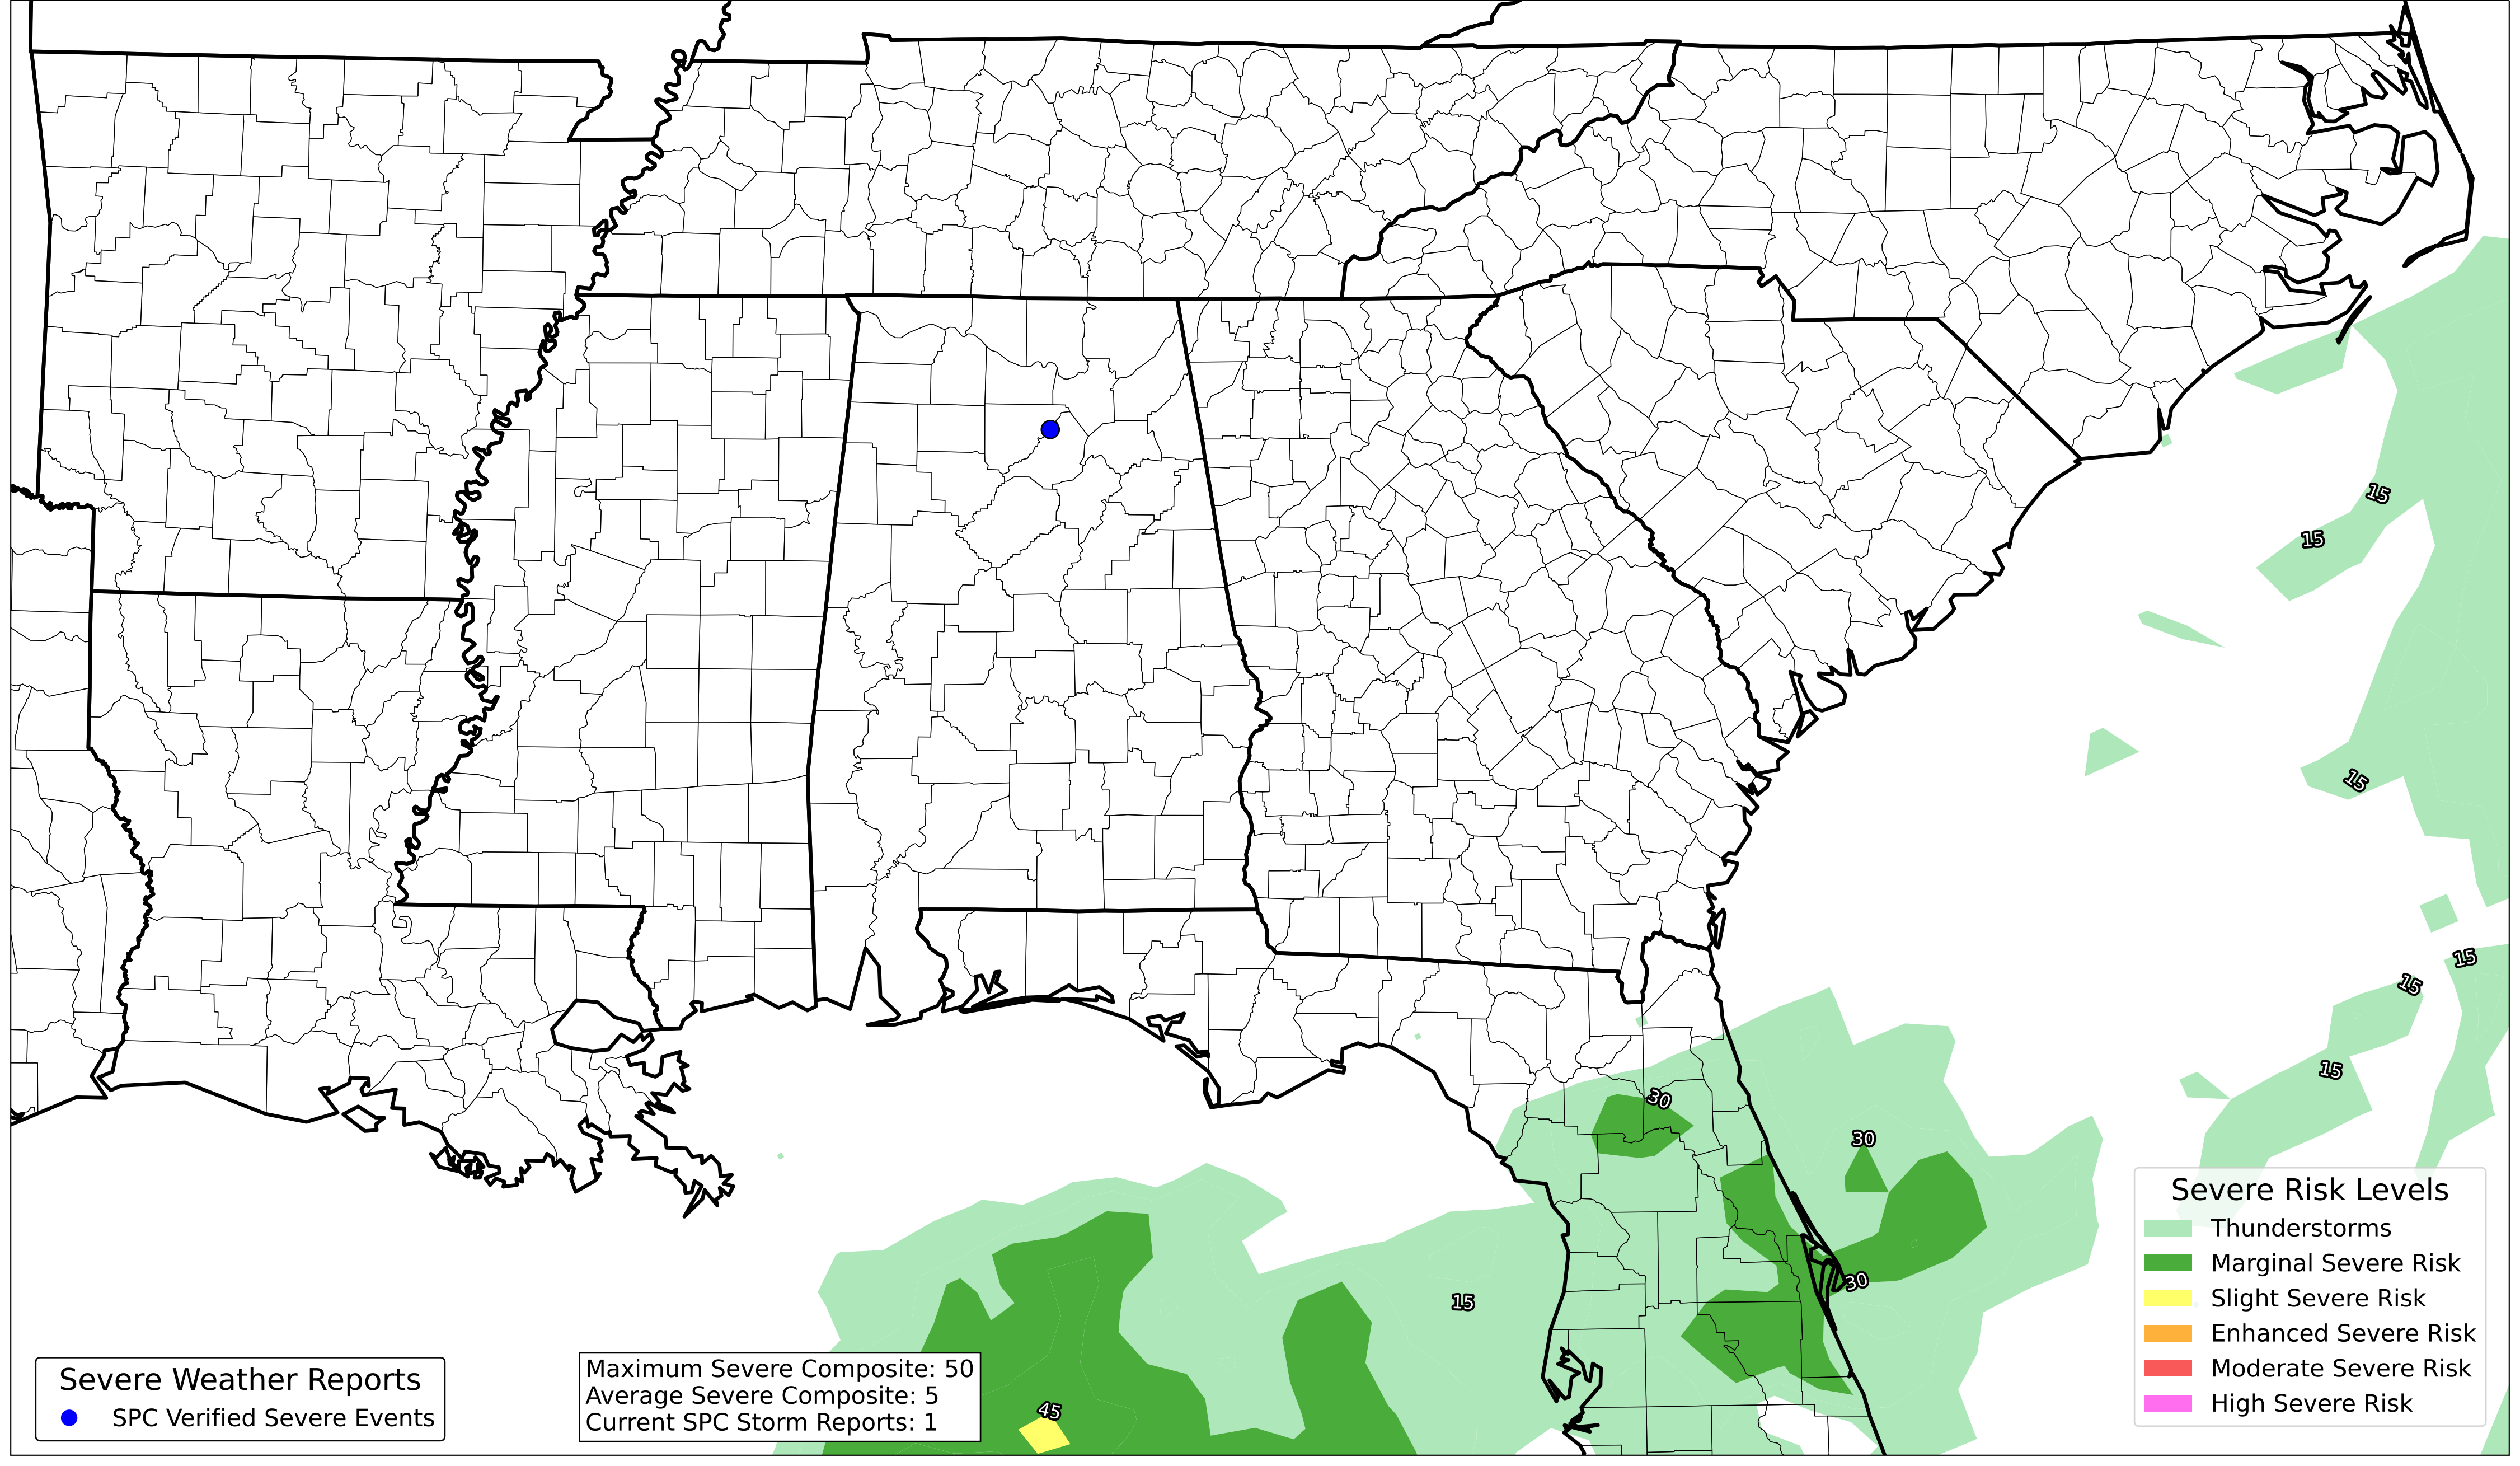 15
15
15
15
15
15
30
30
30
15
45
Severe Risk Levels
Thunderstorms
Marginal Severe Risk
Slight Severe Risk
Enhanced Severe Risk
Moderate Severe Risk
High Severe Risk
Severe Weather Reports
SPC Verified Severe Events
Maximum Severe Composite: 50
Average Severe Composite: 5
Current SPC Storm Reports: 1